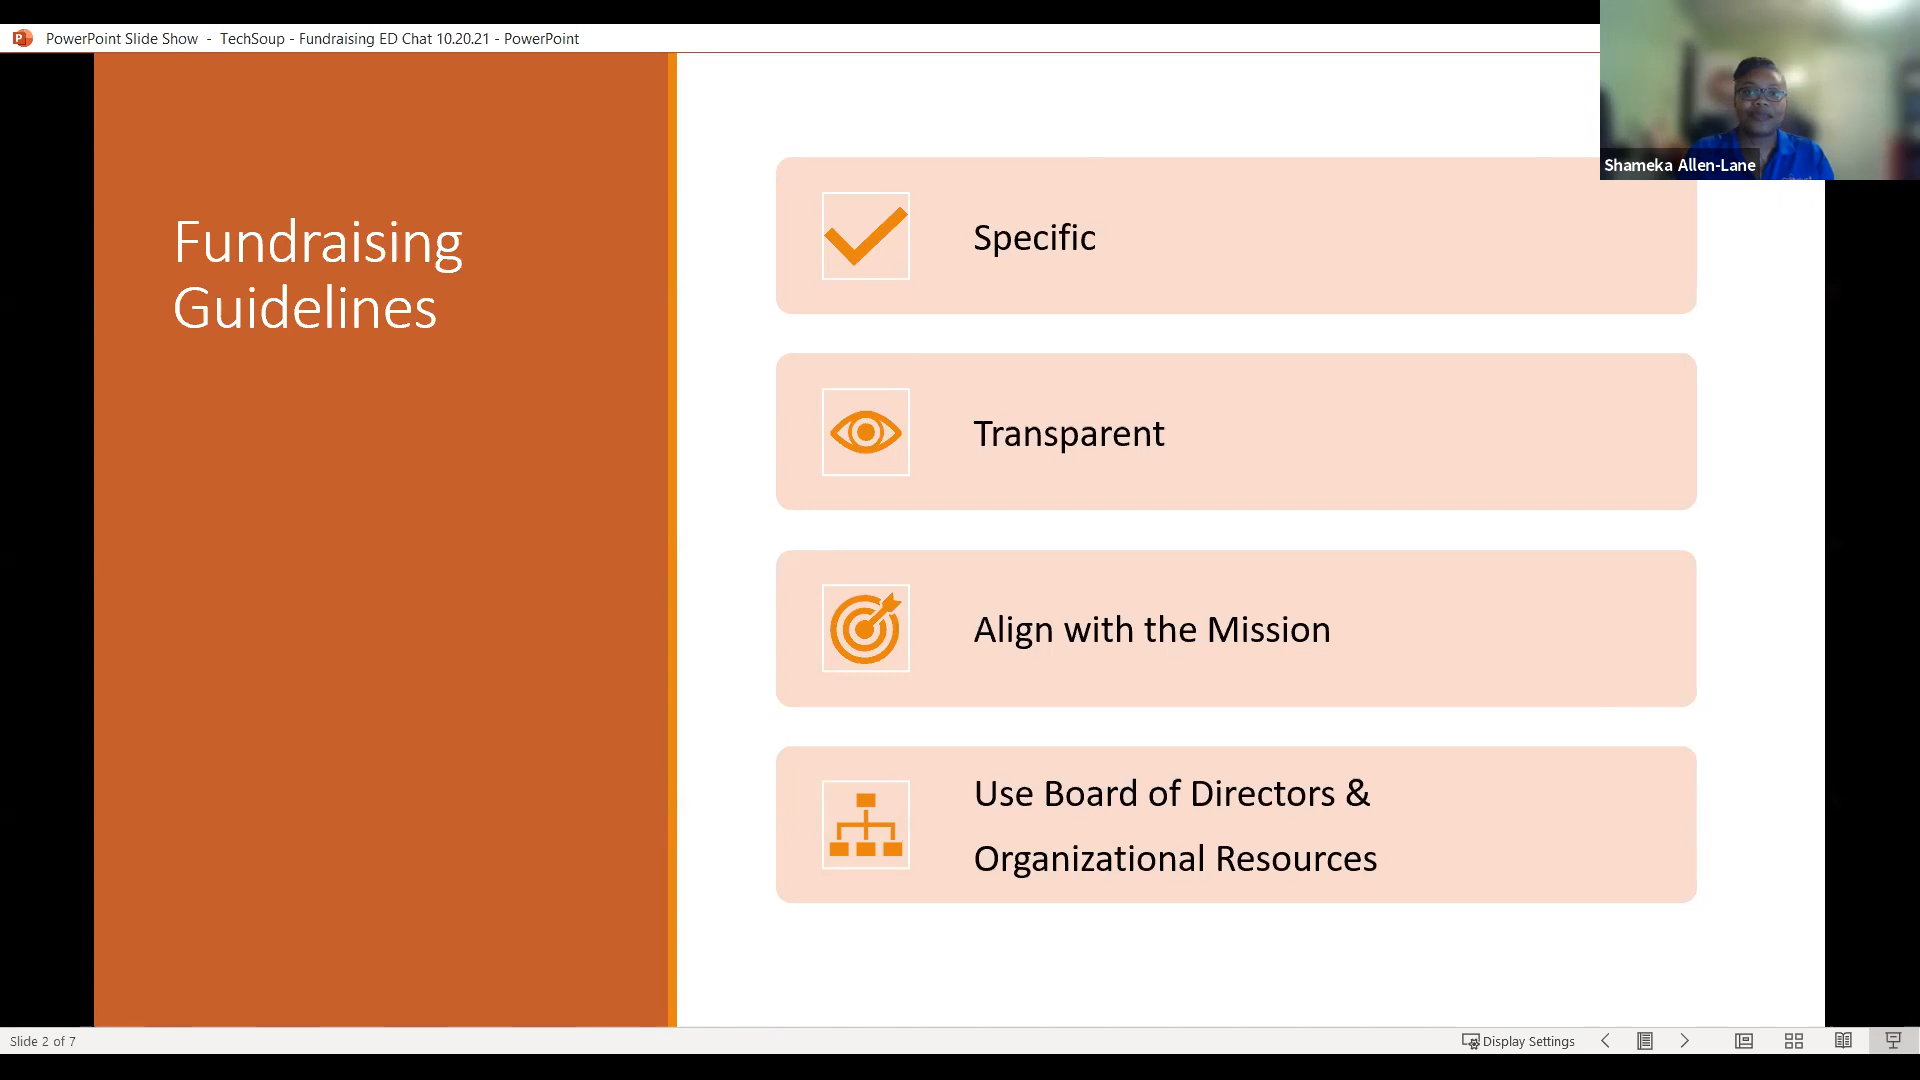 PowerPoint Slide Show - TechSoup - Fundraising ED Chat 10.20.21 - PowerPoint
Shameka Allen-Lane
Fundraising
Guidelines
Specific
Transparent
Align with the Mission
Use Board of Directors &
Organizational Resources
Slide 2 of 7
Display Settings